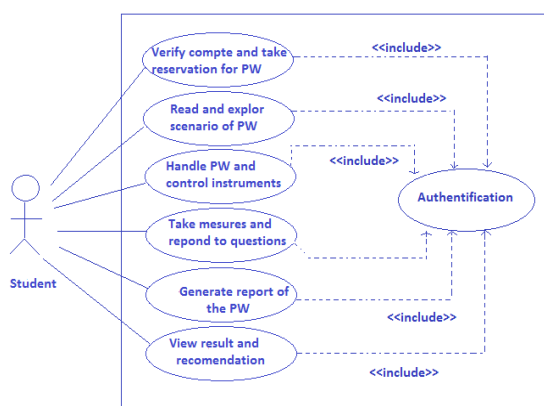 Verify compte and take
reservation for PW
<<include>>
Read and explor
scenario of PW
<<include>>
Handle PW and
control instruments
<<include>>
Authentification
Take mesures and
repond to questions
Student
Generate report of
the PW
<<include>>
View result and
recomendation
<<include>>